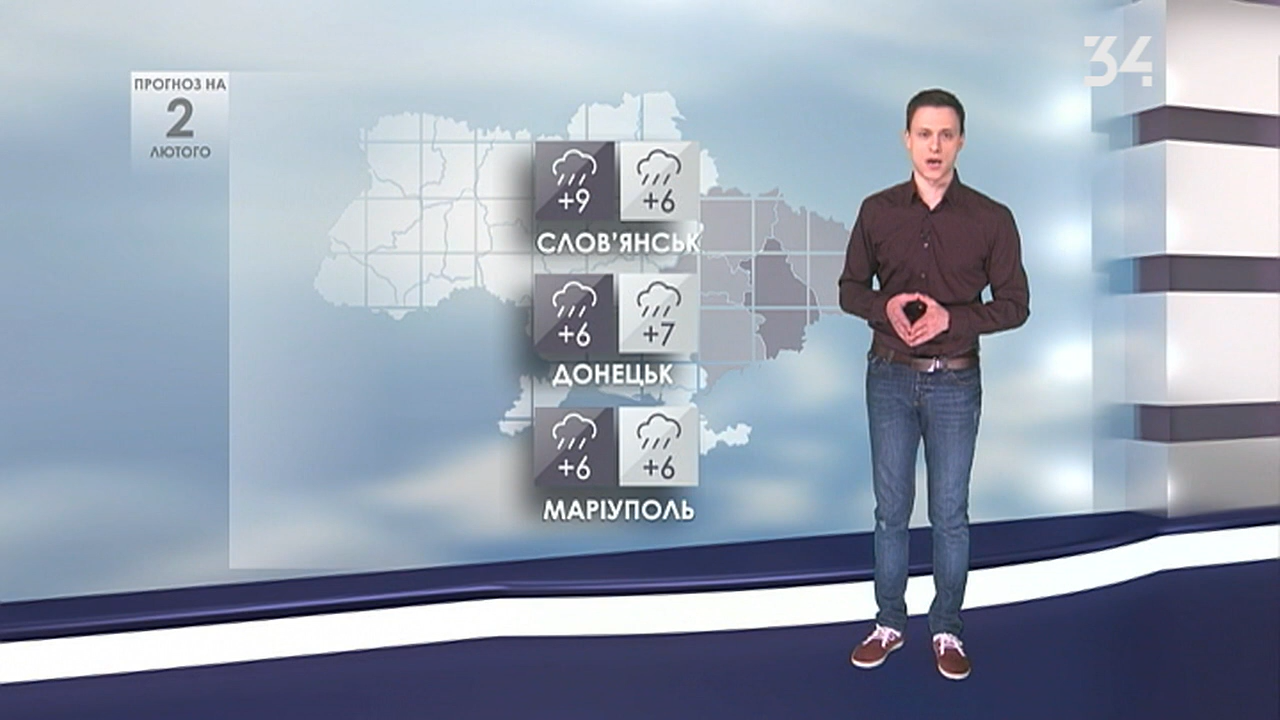 34
ПРОГНОЗ НА
2
ЛЮТОГО
+9 +6
СЛОВ'ЯНСЬК
+6 +7
ДОНЕЦЬК
+6 +6
МАРІУПОЛЬ